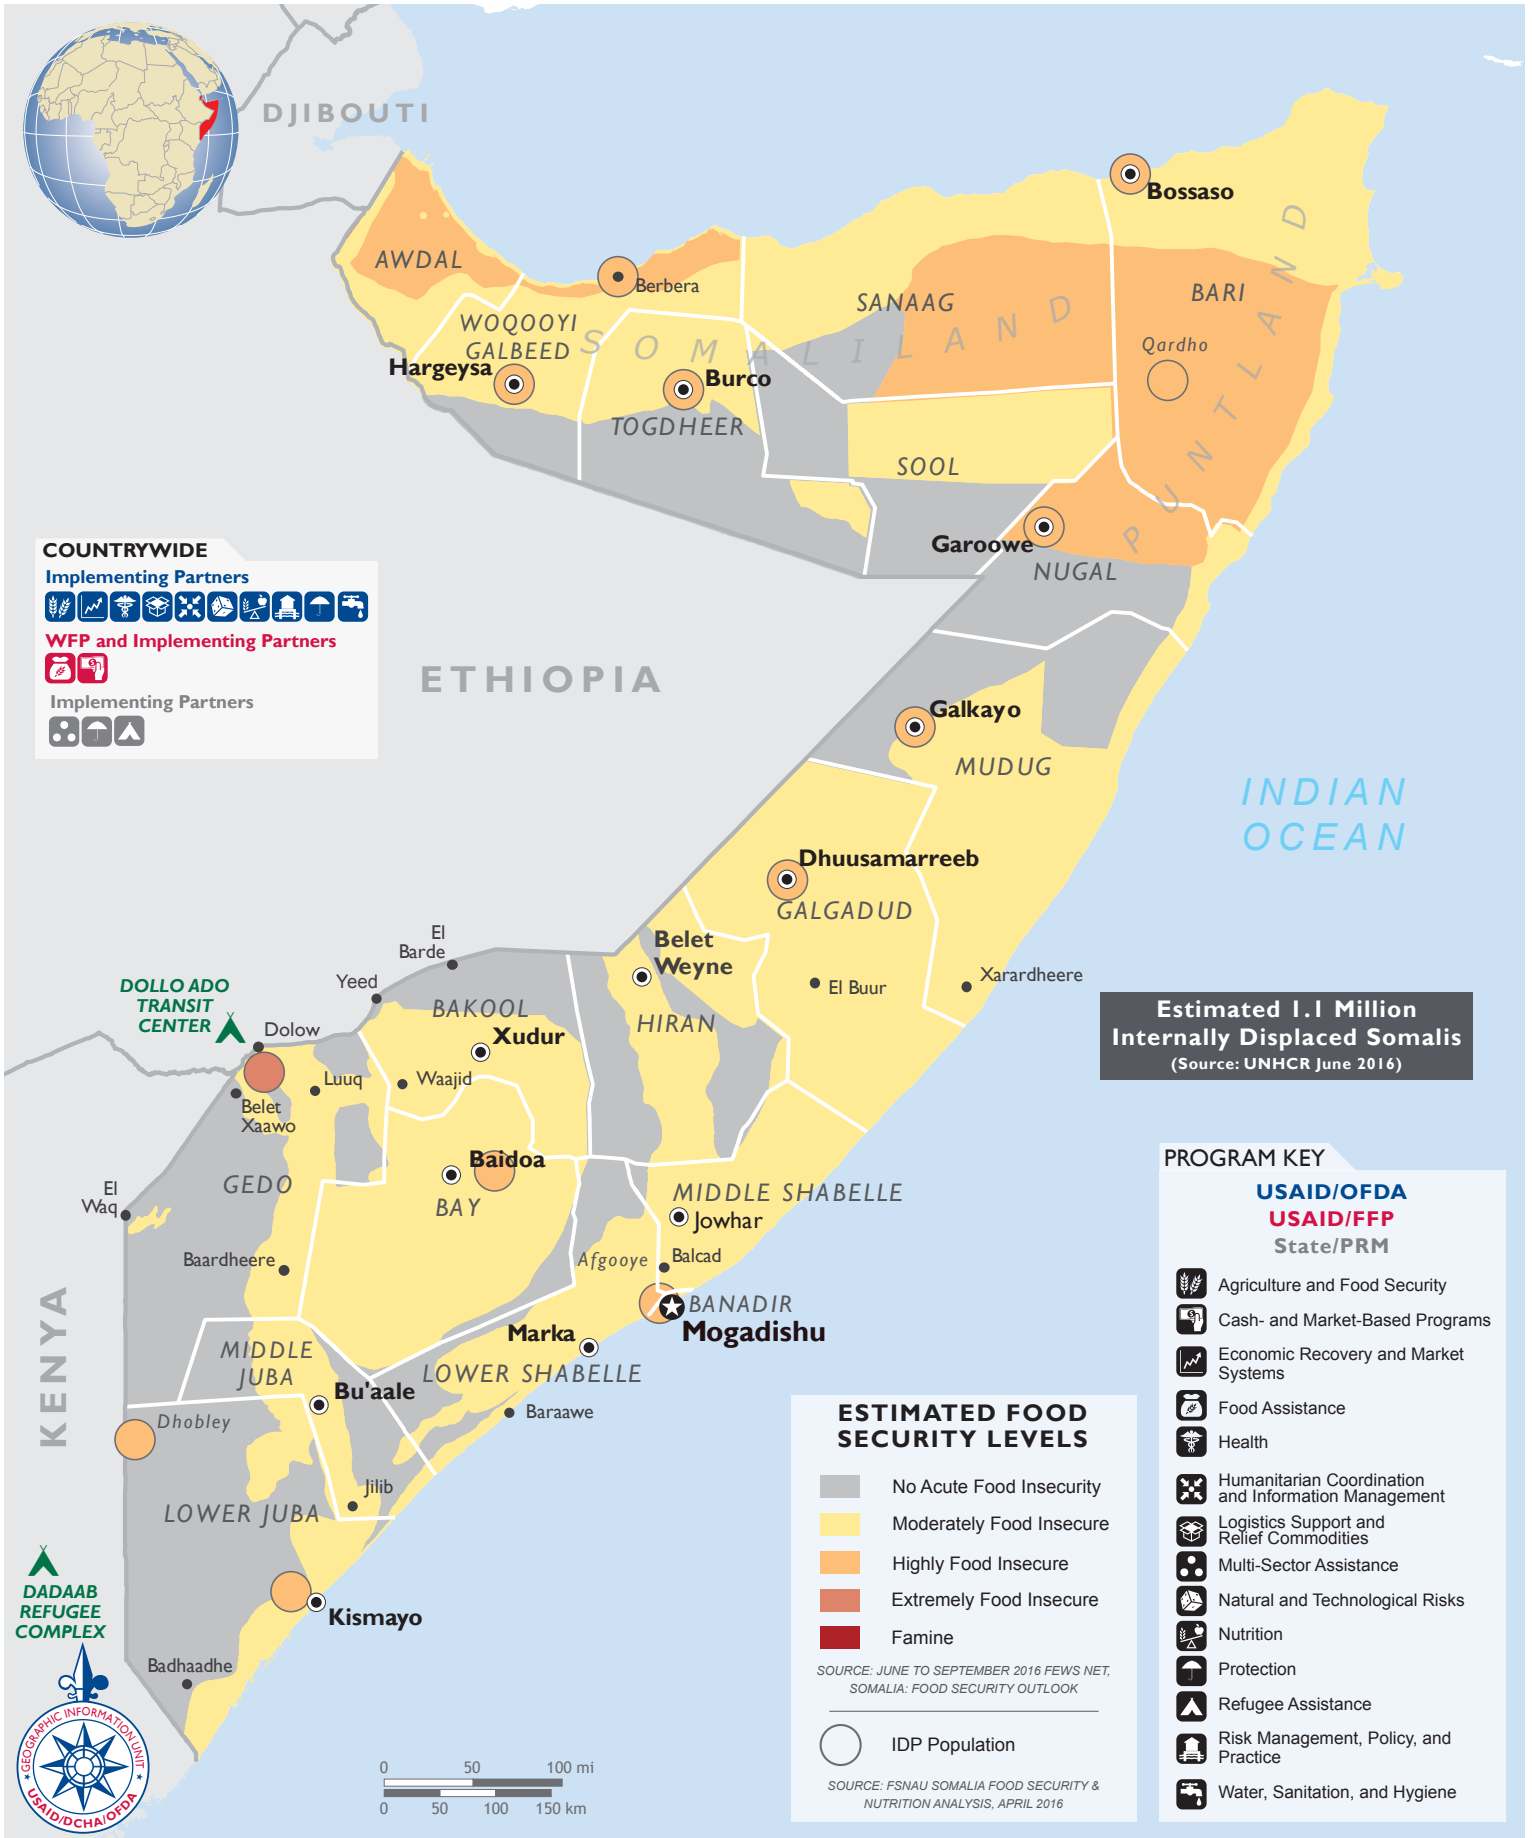 DJIBOUTI
Bossaso
AWDAL
Berbera
SANAAG
BARI
WOQOOYI
GALBEED
SOMALILAND
PUNTLAND
Qardho
Hargeysa
Burco
TOGDHEER
SOOL
Garoowe
NUGAL
COUNTRYWIDE
Implementing Partners
WFP and Implementing Partners
Implementing Partners
ETHIOPIA
Galkayo
MUDUG
INDIAN
OCEAN
Dhuusamarreeb
GALGADUD
El
Barde
Belet
Weyne
Yeed
El Buur
Xarardheere
DOLLO ADO
TRANSIT
CENTER
Dolow
BAKOOL
Xudur
HIRAN
Estimated 1.1 Million
Internally Displaced Somalis
(Source: UNHCR June 2016)
Luuq
Waajid
Belet
Xaawo
Baidoa
BAY
GEDO
El
Waq
MIDDLE SHABELLE
Jowhar
Baardheere
Afgooye
Balcad
BANADIR
Mogadishu
KENYA
Marka
MIDDLE
JUBA
LOWER SHABELLE
Bu'aale
Baraawe
Dhobley
Jilib
LOWER JUBA
DADAAB
REFUGEE
COMPLEX
Kismayo
Badhaadhe
GEOGRAPHIC INFORMATION UNIT
USAID/DCHA/OFDA
0 50 100 mi
0 50 100 150 km
ESTIMATED FOOD
SECURITY LEVELS
No Acute Food Insecurity
Moderately Food Insecure
Highly Food Insecure
Extremely Food Insecure
Famine
SOURCE: JUNE TO SEPTEMBER 2016 FEWS NET,
SOMALIA: FOOD SECURITY OUTLOOK
IDP Population
SOURCE: FSNAU SOMALIA FOOD SECURITY &
NUTRITION ANALYSIS, APRIL 2016
PROGRAM KEY
USAID/OFDA
USAID/FFP
State/PRM
Agriculture and Food Security
Cash- and Market-Based Programs
Economic Recovery and Market
Systems
Food Assistance
Health
Humanitarian Coordination
and Information Management
Logistics Support and
Relief Commodities
Multi-Sector Assistance
Natural and Technological Risks
Nutrition
Protection
Refugee Assistance
Risk Management, Policy, and
Practice
Water, Sanitation, and Hygiene